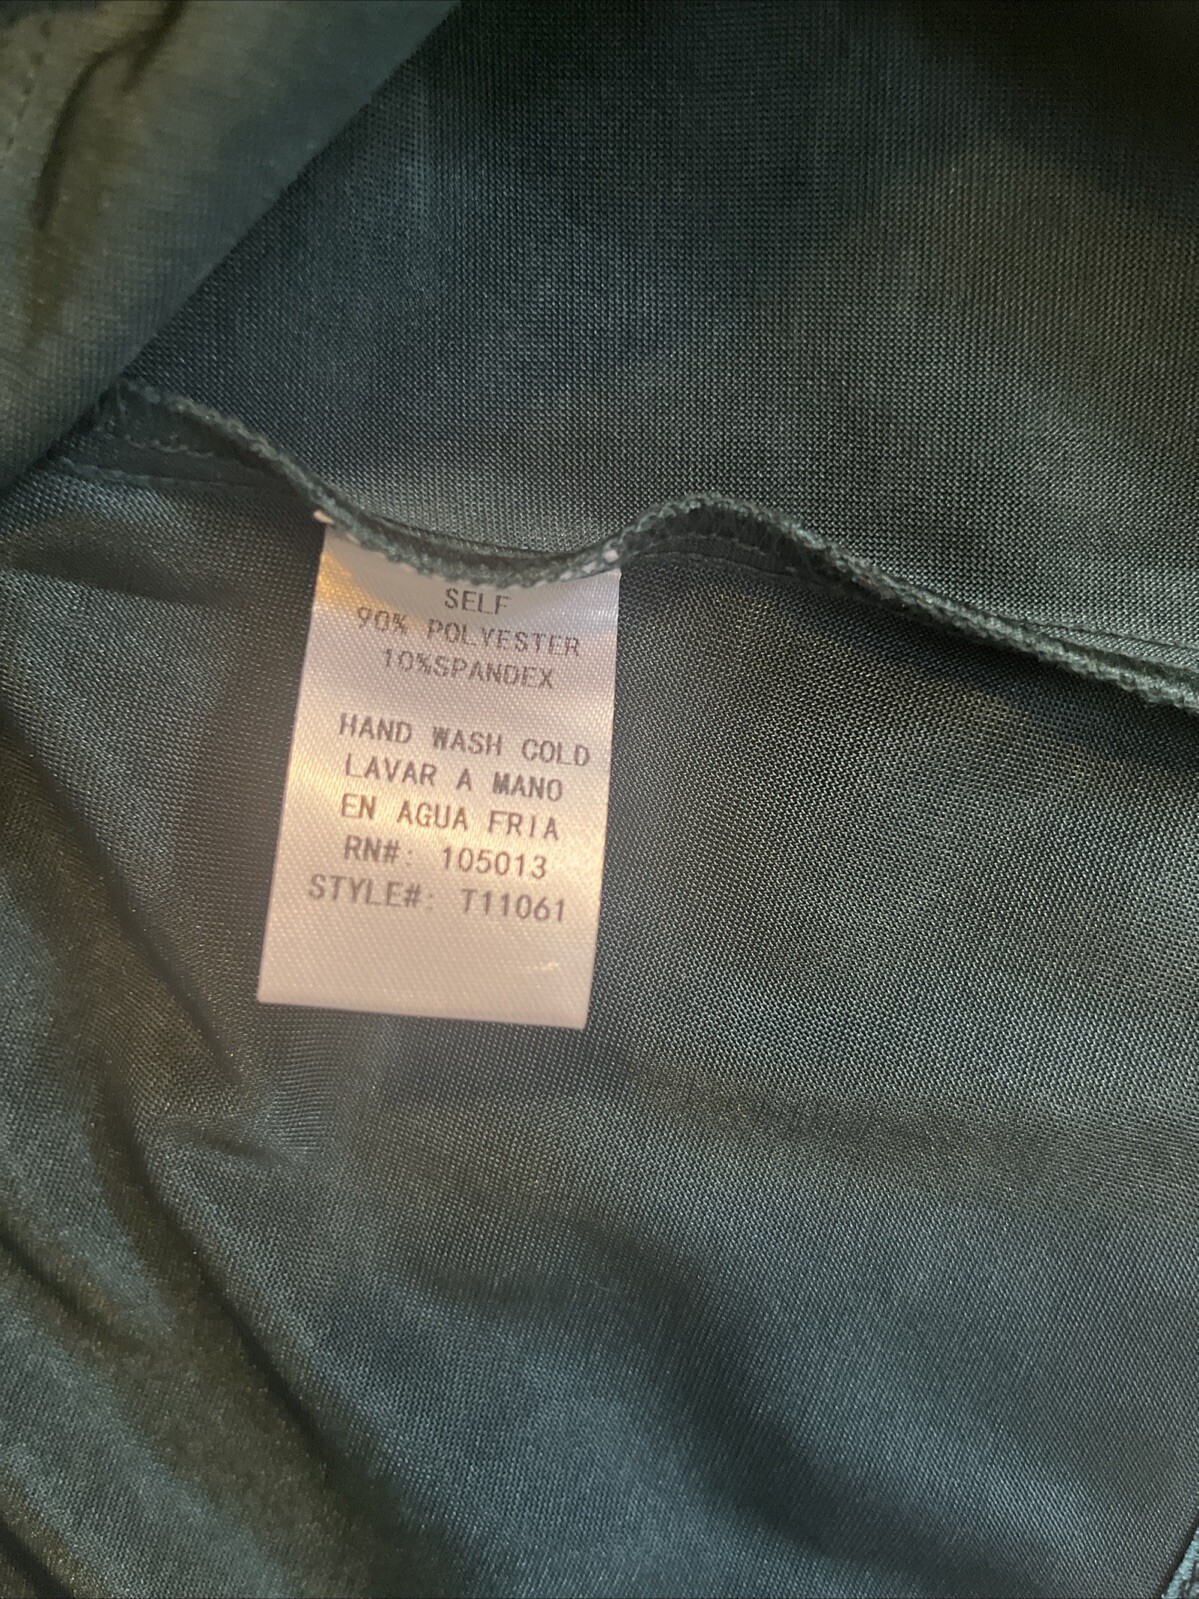 SELF
90% POLYESTER
10%SPANDEX
HAND WASH COLD
LAVAR A MANO
EN AGUA FRIA
RN#: 105013
STYLE#: T11061